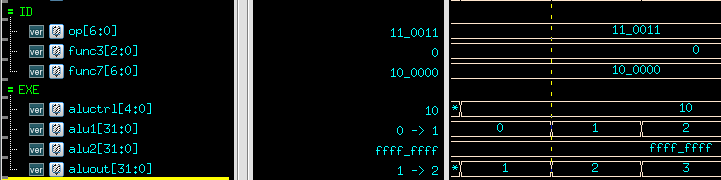 ID
ver op[6:0] 11_0011 11_0011
ver func3[2:0] 0 0
ver func7[6:0] 10_0000 10_0000
EXE
ver aluctrl[4:0] 10 * 10
ver alu1[31:0] 0 -> 1 0 1 2
ver alu2[31:0] ffff_ffff ffff_ffff
ver aluout[31:0] 1 -> 2 * 1 2 3